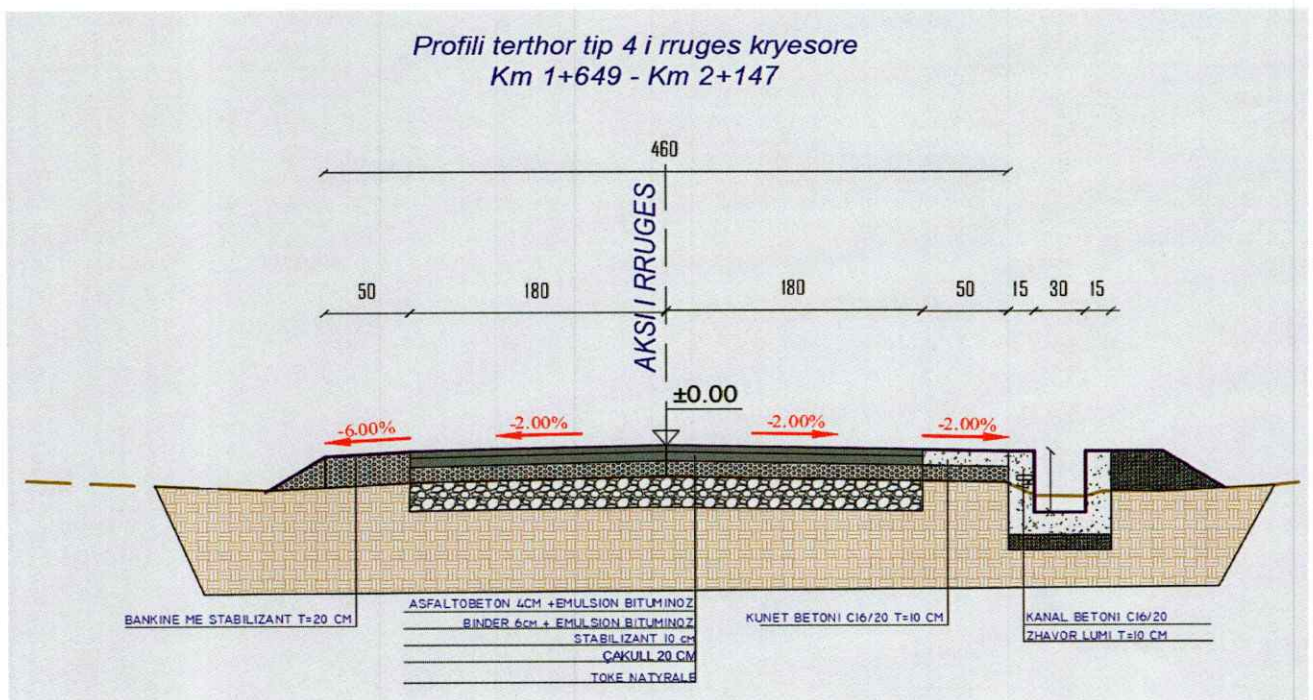 Profili terthor tip 4 i rruges kryesore
Km 1+649 - Km 2+147
460
AKSI I RRUGES
50 180 180 50 15 30 15
±0.00
-6.00% -2.00% -2.00% -2.00%
BANKINE ME STABILIZANT T=20 CM
ASFALTOBETON 4CM +EMULSION BITUMINOZ
BINDER 6cm + EMULSION BITUMINOZ
STABILIZANT 10 cm
ÇAKULL 20 CM
TOKE NATYRALE
KUNET BETONI C16/20 T=10 CM
KANAL BETONI C16/20
ZHAVOR LUMI T=10 CM